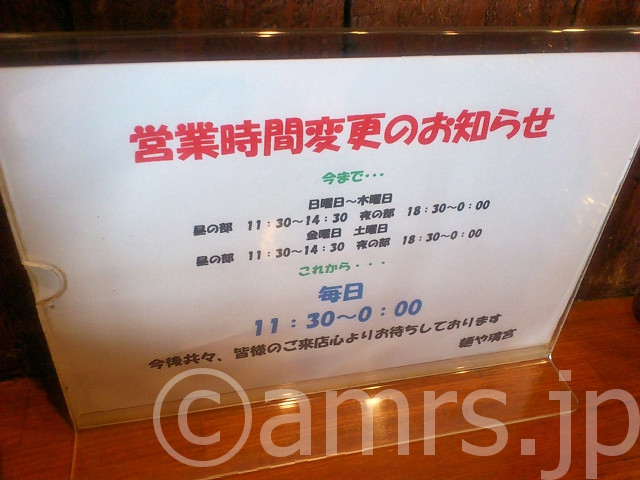 営業時間変更のお知らせ
今まで・・・
日曜日～木曜日
昼の部 11：30～14：30 夜の部 18：30～0：00
金曜日 土曜日
昼の部 11：30～14：30 夜の部 18：30～0：00
これから・・・
毎日
11：30～0：00
今後共々、皆様のご来店心よりお待ちしております
麺や璃宮
©amrs.jp